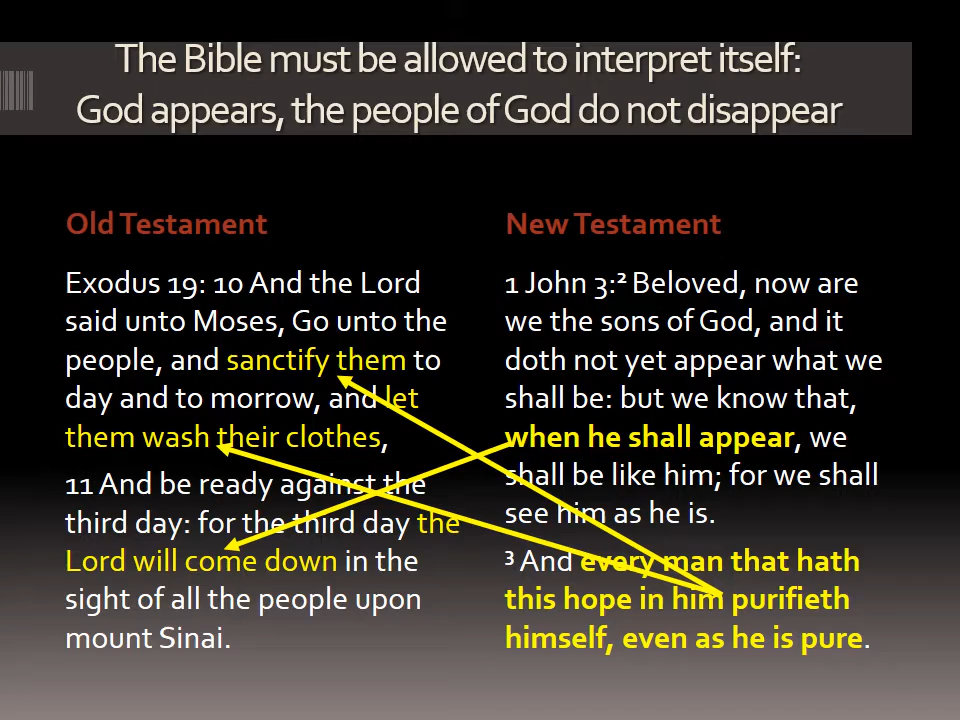 The Bible must be allowed to interpret itself:
God appears, the people of God do not disappear
Old Testament
Exodus 19: 10 And the Lord
said unto Moses, Go unto the
people, and sanctify them to
day and to morrow, and let
them wash their clothes,
11 And be ready against the
third day: for the third day the
Lord will come down in the
sight of all the people upon
mount Sinai.
New Testament
1 John 3:² Beloved, now are
we the sons of God, and it
doth not yet appear what we
shall be: but we know that,
when he shall appear, we
shall be like him; for we shall
see him as he is.
³ And every man that hath
this hope in him purifieth
himself, even as he is pure.